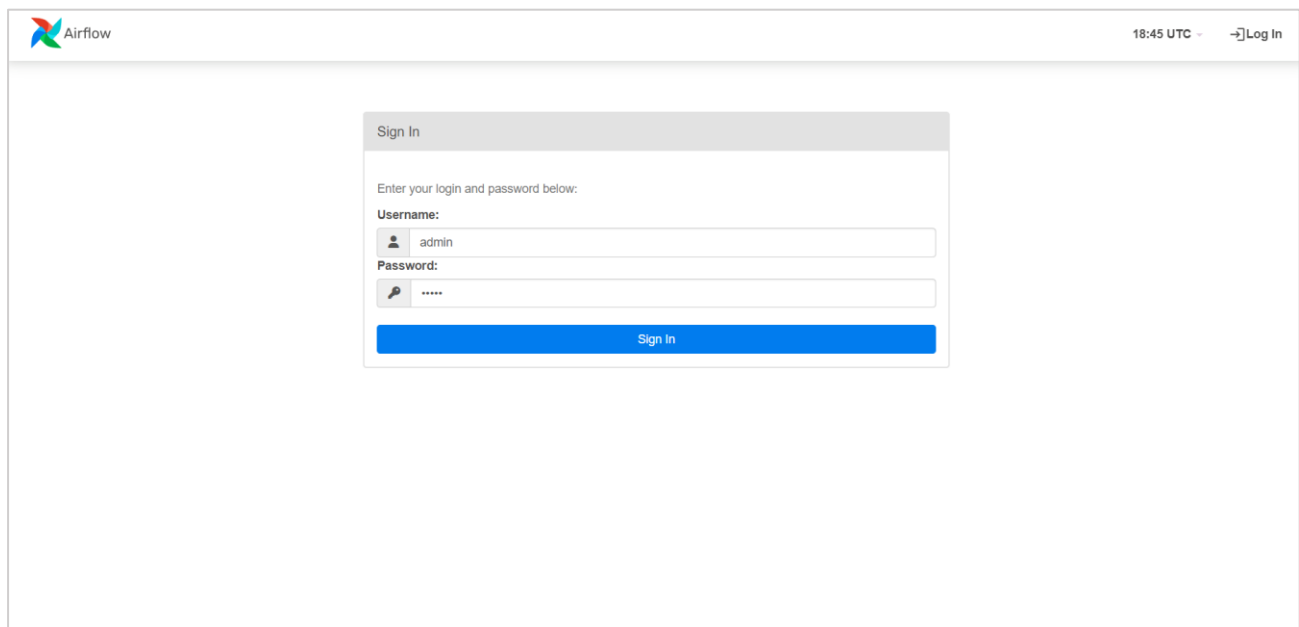 Airflow
18:45 UTC
Log In
Sign In
Enter your login and password below:
Username:
admin
Password:
•••••
Sign In